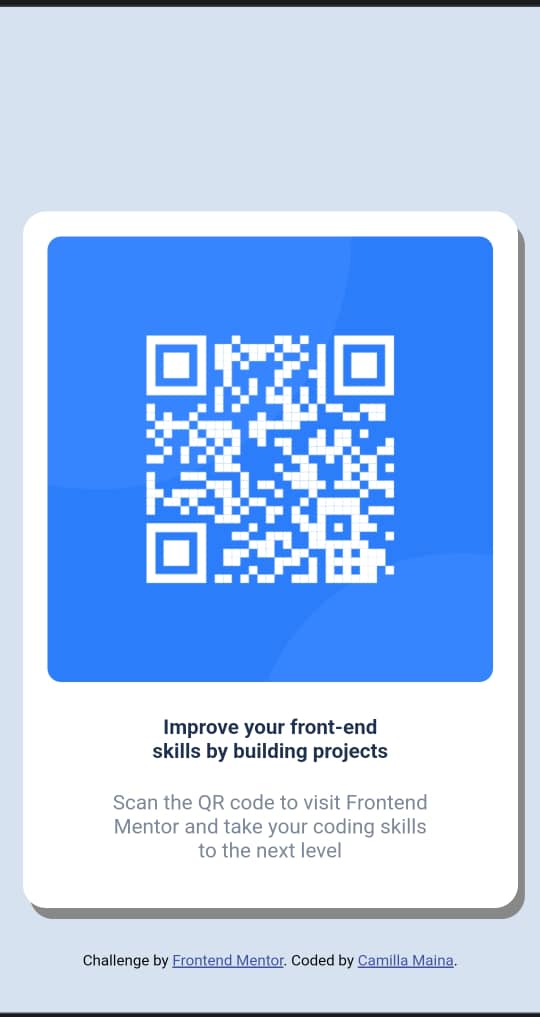 Improve your front-end
skills by building projects
Scan the QR code to visit Frontend
Mentor and take your coding skills
to the next level
Challenge by Frontend Mentor. Coded by Camilla Maina.